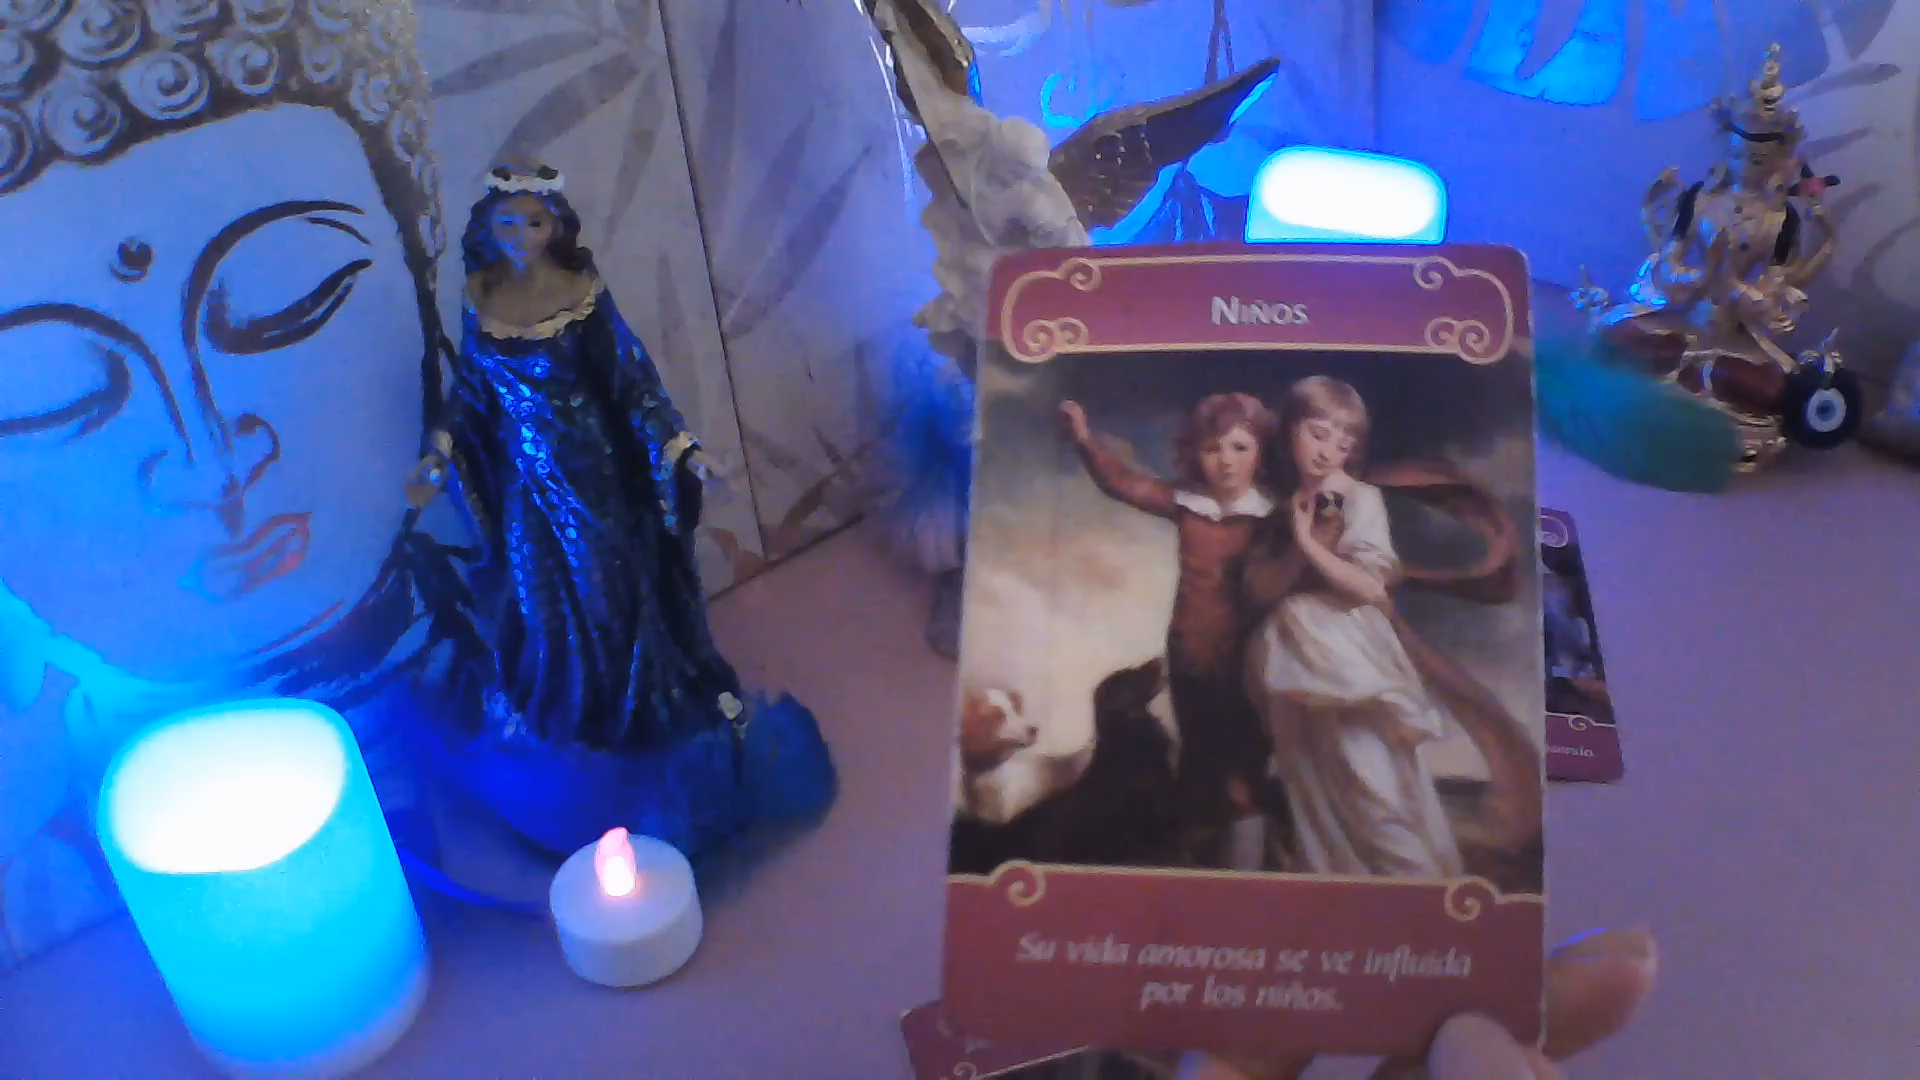 Niños
Su vida amorosa se ve influida
por los niños.